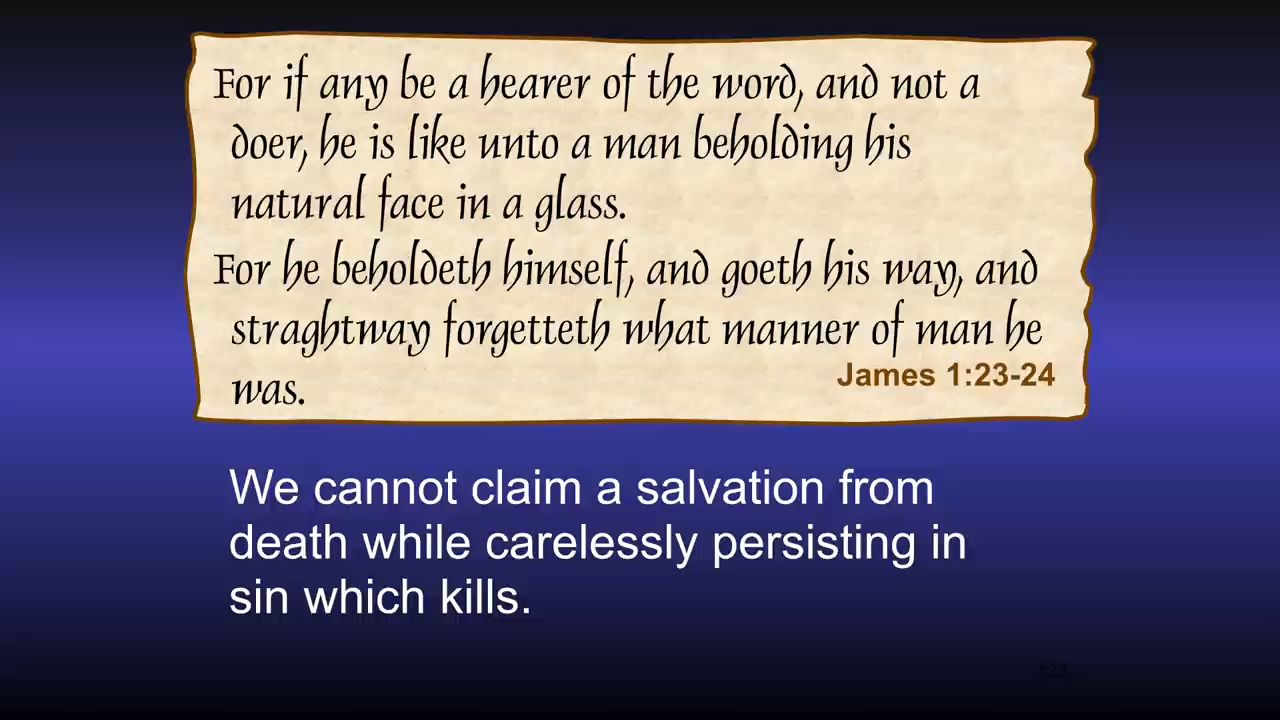 For if any be a hearer of the word, and not a
doer, he is like unto a man beholding his
natural face in a glass.
For he beholdeth himself, and goeth his way, and
straghtway forgetteth what manner of man he
was.
James 1:23-24
We cannot claim a salvation from
death while carelessly persisting in
sin which kills.